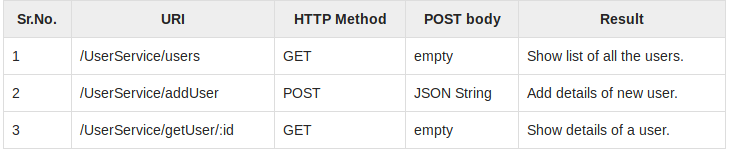 Sr.No. URI HTTP Method POST body Result
1 /UserService/users GET empty Show list of all the users.
2 /UserService/addUser POST JSON String Add details of new user.
3 /UserService/getUser/:id GET empty Show details of a user.